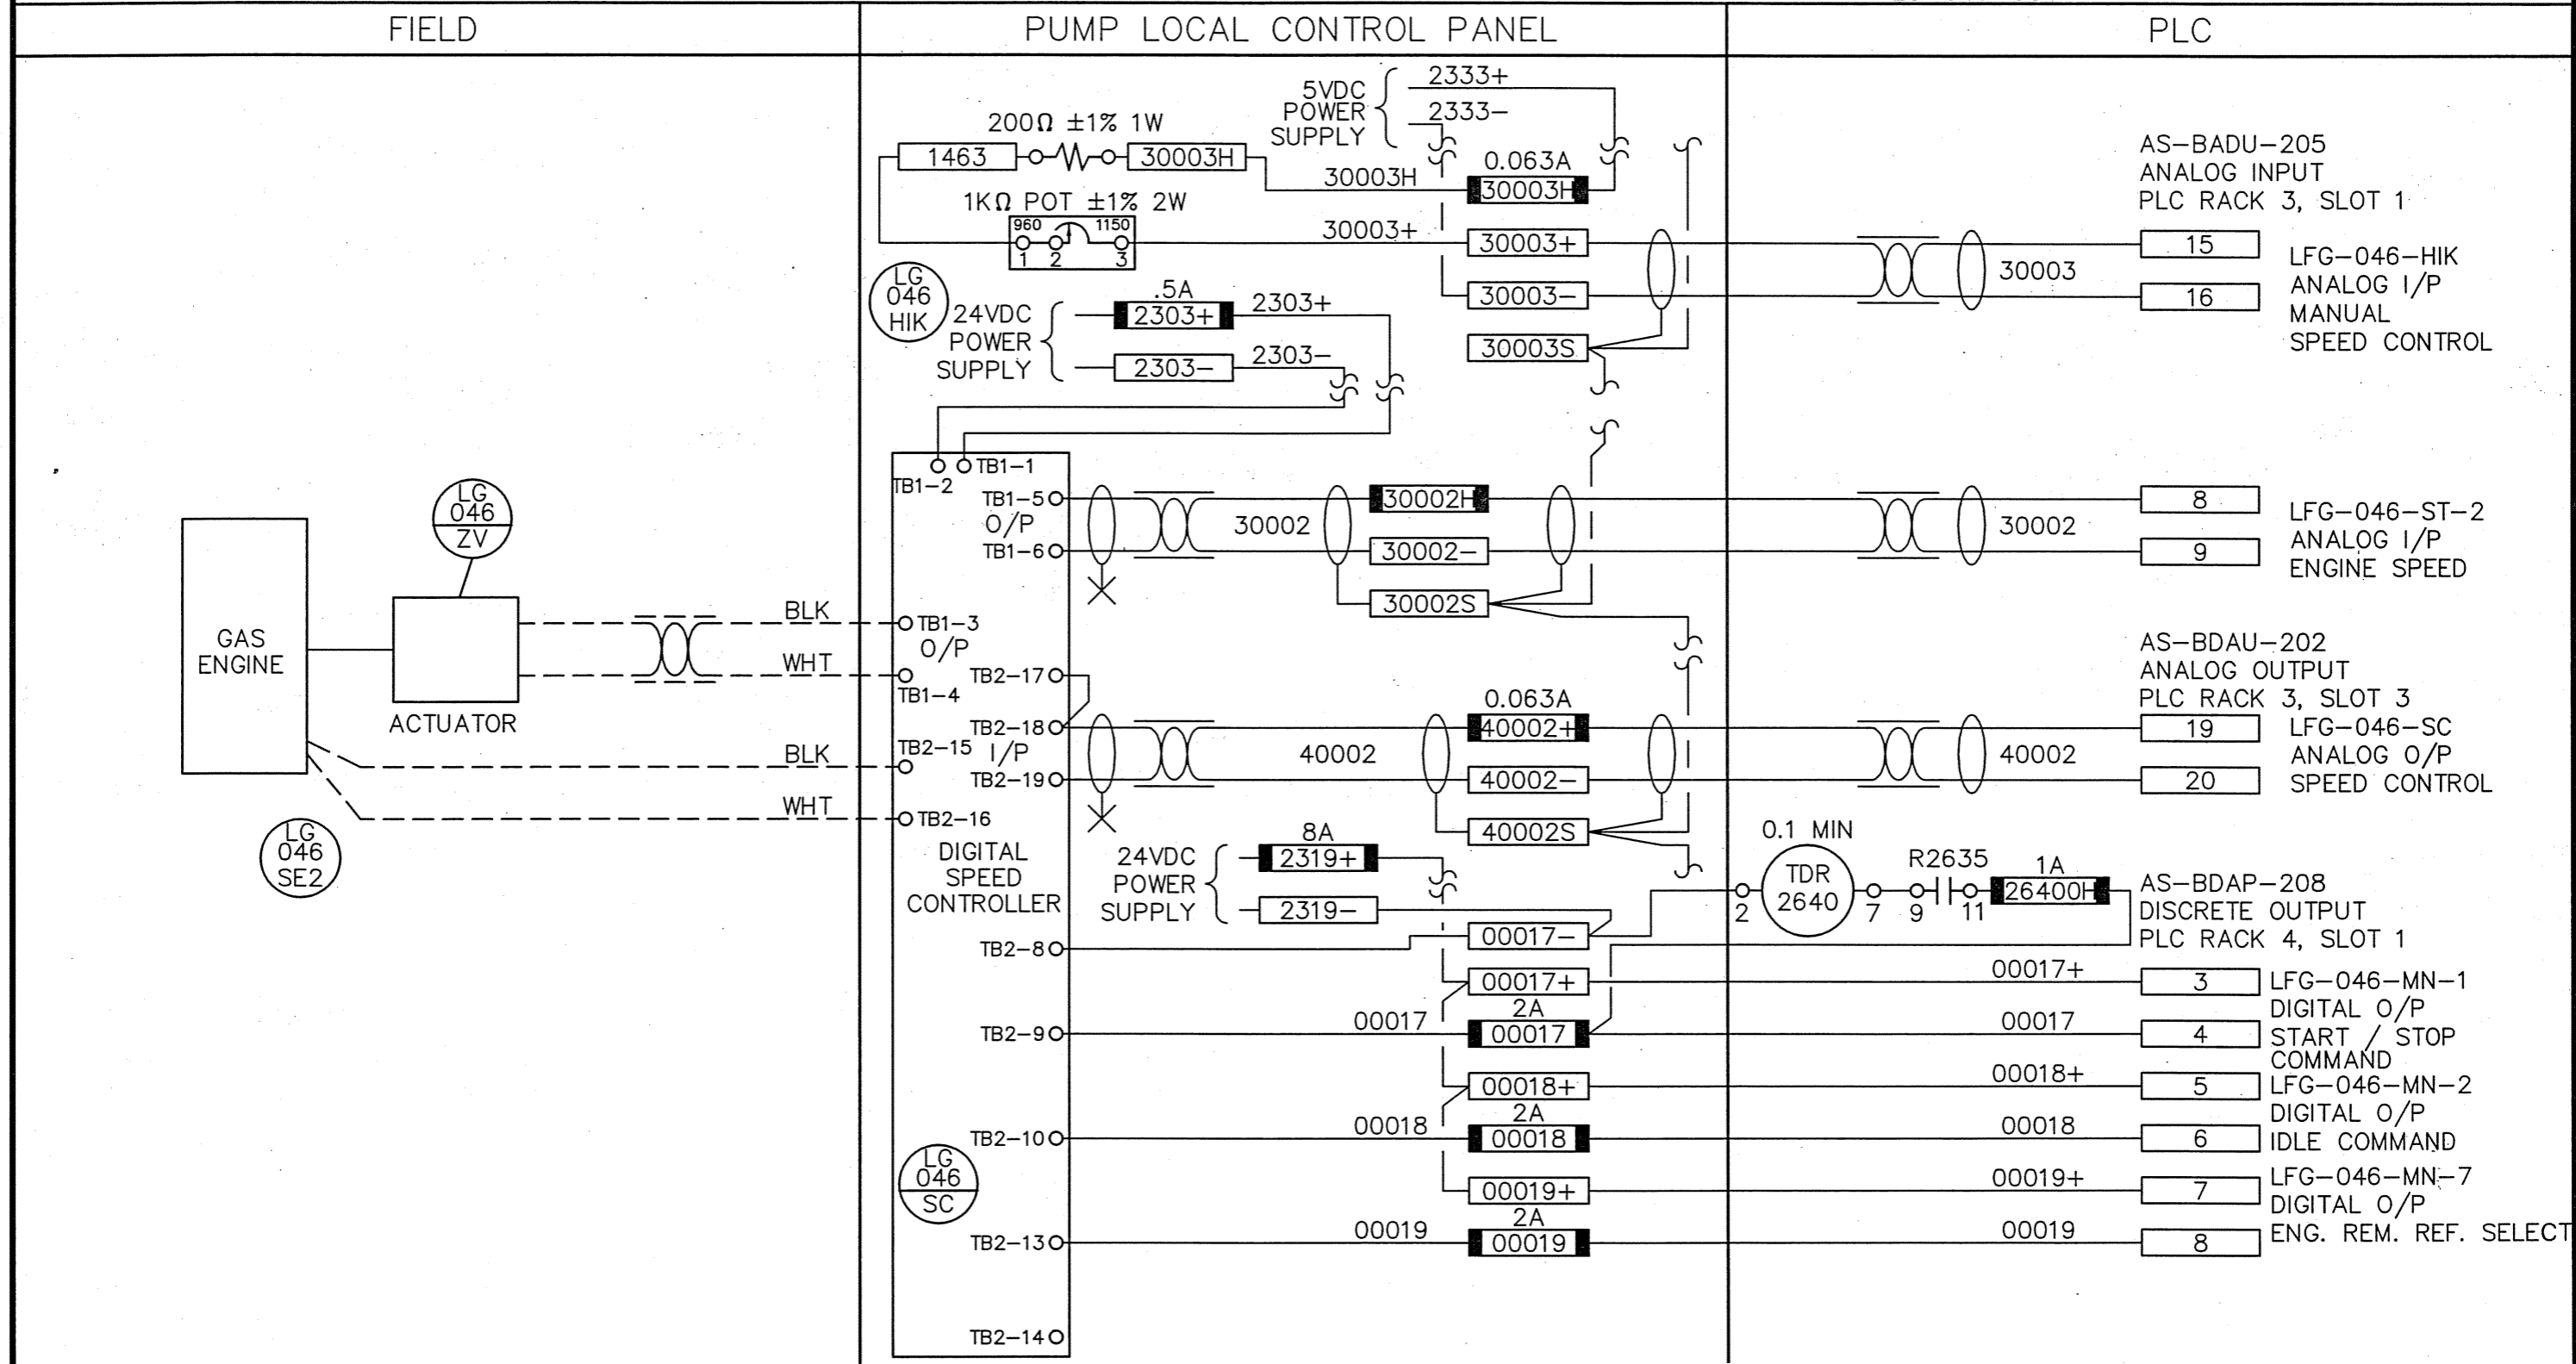 FIELD
PUMP LOCAL CONTROL PANEL
PLC
5VDC
POWER
SUPPLY
2333+
2333-
200Ω ±1% 1W
1463
30003H
30003H
0.063A
30003H
1KΩ POT ±1% 2W
960
1150
1
2
3
30003+
30003+
30003-
30003S
LG
046
HIK
24VDC
POWER
SUPPLY
.5A
2303+
2303+
2303-
2303-
30003
AS-BADU-205
ANALOG INPUT
PLC RACK 3, SLOT 1
15
16
LFG-046-HIK
ANALOG I/P
MANUAL
SPEED CONTROL
TB1-1
TB1-2
TB1-5
O/P
TB1-6
30002
30002H
30002-
30002S
30002
8
9
LFG-046-ST-2
ANALOG I/P
ENGINE SPEED
LG
046
ZV
GAS
ENGINE
ACTUATOR
BLK
WHT
TB1-3
O/P
TB1-4
TB2-17
TB2-18
TB2-15
I/P
TB2-19
BLK
WHT
TB2-16
LG
046
SE2
40002
0.063A
40002+
40002-
40002S
40002
AS-BDAU-202
ANALOG OUTPUT
PLC RACK 3, SLOT 3
19
20
LFG-046-SC
ANALOG O/P
SPEED CONTROL
DIGITAL
SPEED
CONTROLLER
24VDC
POWER
SUPPLY
8A
2319+
2319-
0.1 MIN
TDR
2640
2
7
R2635
9
11
1A
26400H
AS-BDAP-208
DISCRETE OUTPUT
PLC RACK 4, SLOT 1
TB2-8
00017-
00017+
00017+
3
LFG-046-MN-1
DIGITAL O/P
START / STOP
COMMAND
TB2-9
00017
2A
00017
00017
4
00018+
00018+
5
LFG-046-MN-2
DIGITAL O/P
IDLE COMMAND
TB2-10
00018
2A
00018
00018
6
LG
046
SC
00019+
00019+
7
LFG-046-MN-7
DIGITAL O/P
ENG. REM. REF. SELECT
TB2-13
00019
2A
00019
00019
8
TB2-14